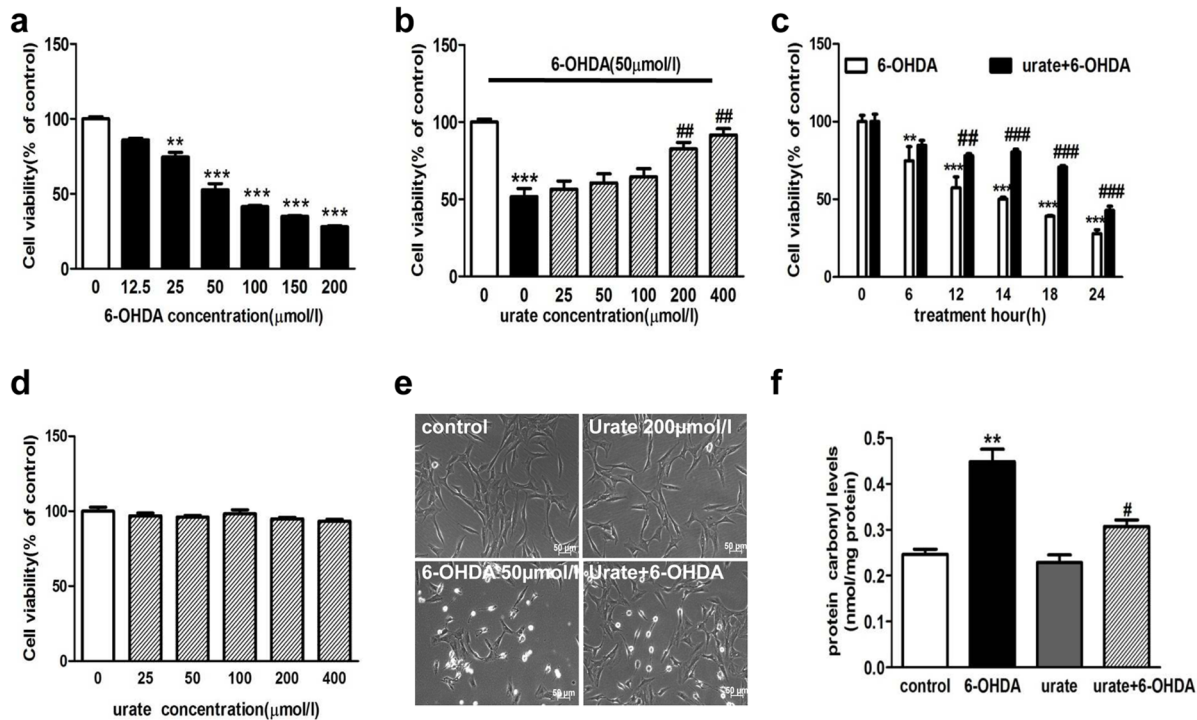 a
Cell viability(% of control)
150
100
50
0
**
***
***
***
***
0 12.5 25 50 100 150 200
6-OHDA concentration(μmol/l)
b
Cell viability(% of control)
150
100
50
0
6-OHDA(50μmol/l)
***
##
##
0 0 25 50 100 200 400
urate concentration(μmol/l)
c
Cell viability(% of control)
150
100
50
0
6-OHDA urate+6-OHDA
**
***
##
***
###
***
###
***
###
0 6 12 14 18 24
treatment hour(h)
d
Cell viability(% of control)
150
100
50
0
0 25 50 100 200 400
urate concentration(μmol/l)
e
control
50 μm
Urate 200μmol/l
50 μm
6-OHDA 50μmol/l
50 μm
Urate+6-OHDA
50 μm
f
protein carbonyl levels
(nmol/mg protein)
0.5
0.4
0.3
0.2
0.1
0.0
**
#
control 6-OHDA urate urate+6-OHDA